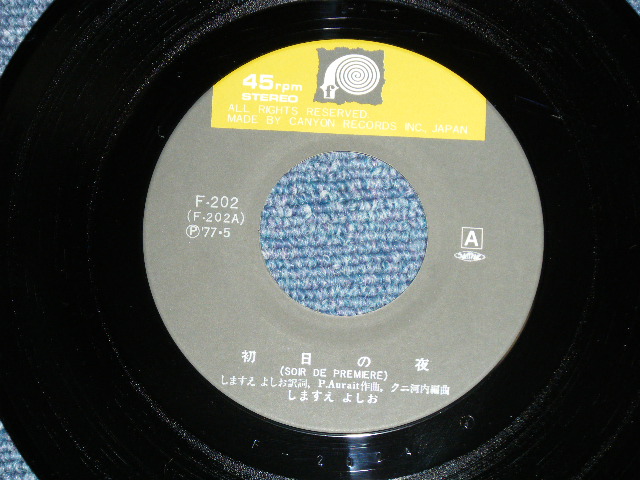 f
45rpm
STEREO
ALL RIGHTS RESERVED
MADE BY CANYON RECORDS INC. JAPAN
F-202
(F-202A)
Ⓟ'77·5
A
初日の夜
(SOIR DE PREMIERE)
しますえ よしお訳詞, P.Aurait作曲, クニ河内編曲
しますえ よしお